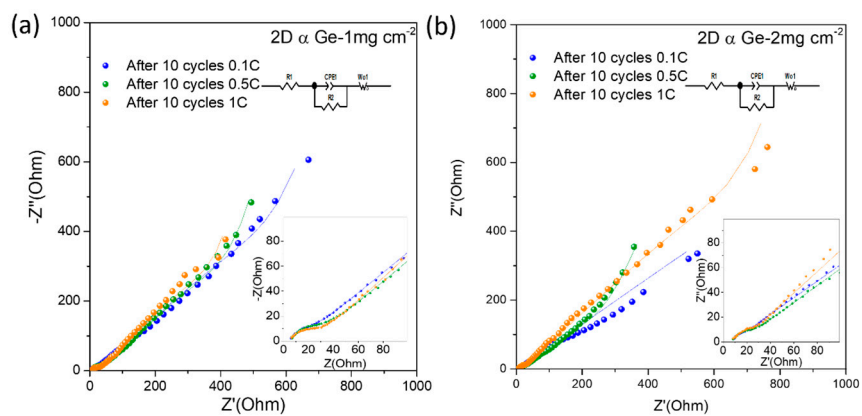 (a)
2D α Ge-1mg cm⁻²
After 10 cycles 0.1C
After 10 cycles 0.5C
After 10 cycles 1C
R1 CPE1 Wo1
R2
-Z''(Ohm)
1000
800
600
400
200
0
0 200 400 600 800 1000
Z'(Ohm)
-Z(Ohm)
80
60
40
20
0
0 20 40 60 80
Z(Ohm)
(b)
2D α Ge-2mg cm⁻²
After 10 cycles 0.1C
After 10 cycles 0.5C
After 10 cycles 1C
R1 CPE1 Wo1
R2
Z''(Ohm)
1000
800
600
400
200
0
0 200 400 600 800 1000
Z'(Ohm)
Z''(Ohm)
80
60
40
20
0
0 20 40 60 80
Z'(Ohm)